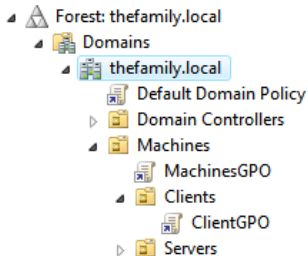 Forest: thefamily.local
Domains
thefamily.local
Default Domain Policy
Domain Controllers
Machines
MachinesGPO
Clients
ClientGPO
Servers